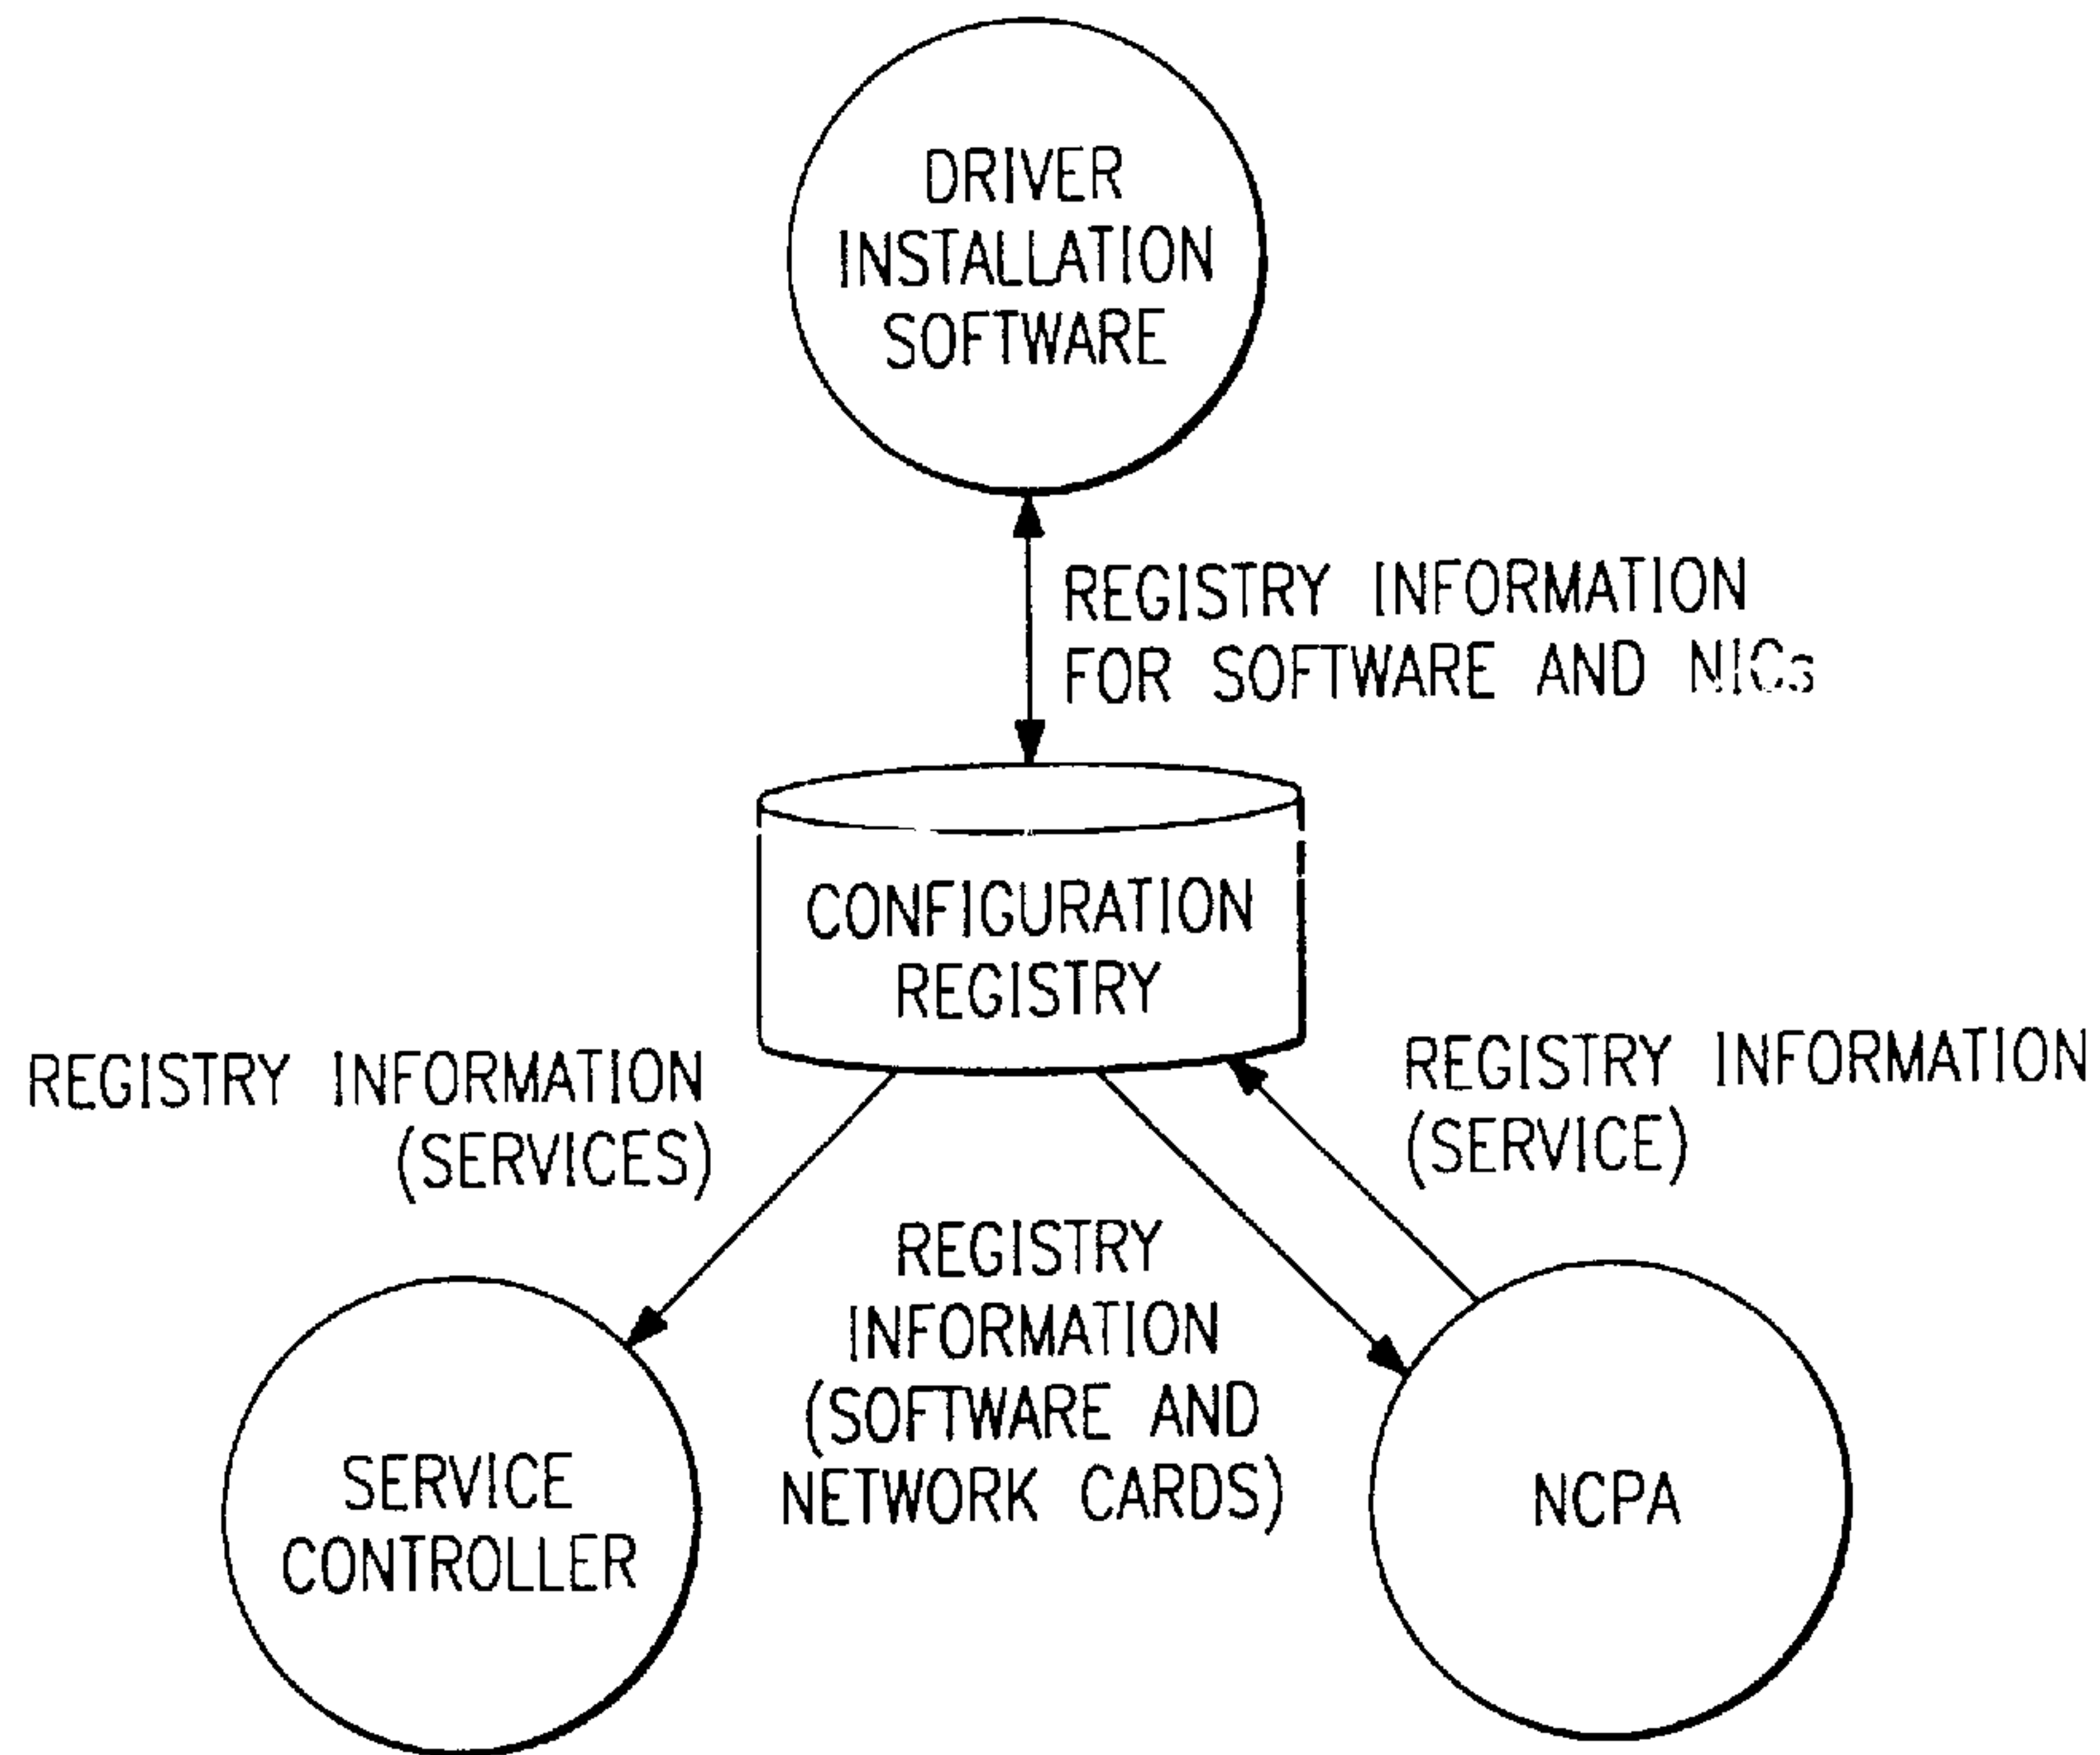 DRIVER
INSTALLATION
SOFTWARE
REGISTRY INFORMATION
FOR SOFTWARE AND NICs
CONFIGURATION
REGISTRY
REGISTRY INFORMATION
(SERVICES)
REGISTRY INFORMATION
(SERVICE)
REGISTRY
INFORMATION
(SOFTWARE AND
NETWORK CARDS)
SERVICE
CONTROLLER
NCPA